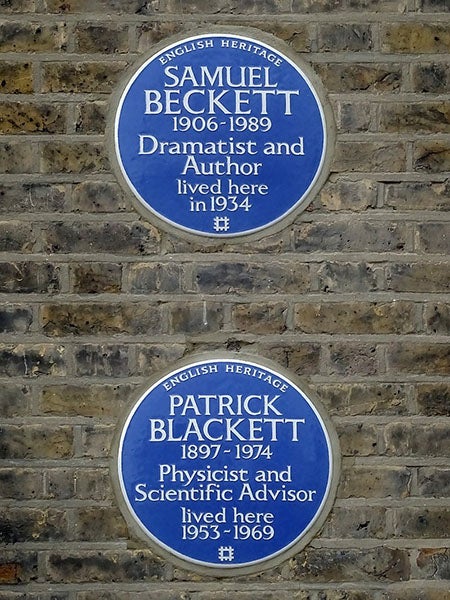 English Heritage
SAMUEL
BECKETT
1906-1989
Dramatist and
Author
lived here
in 1934
English Heritage
PATRICK
BLACKETT
1897-1974
Physicist and
Scientific Advisor
lived here
1953-1969